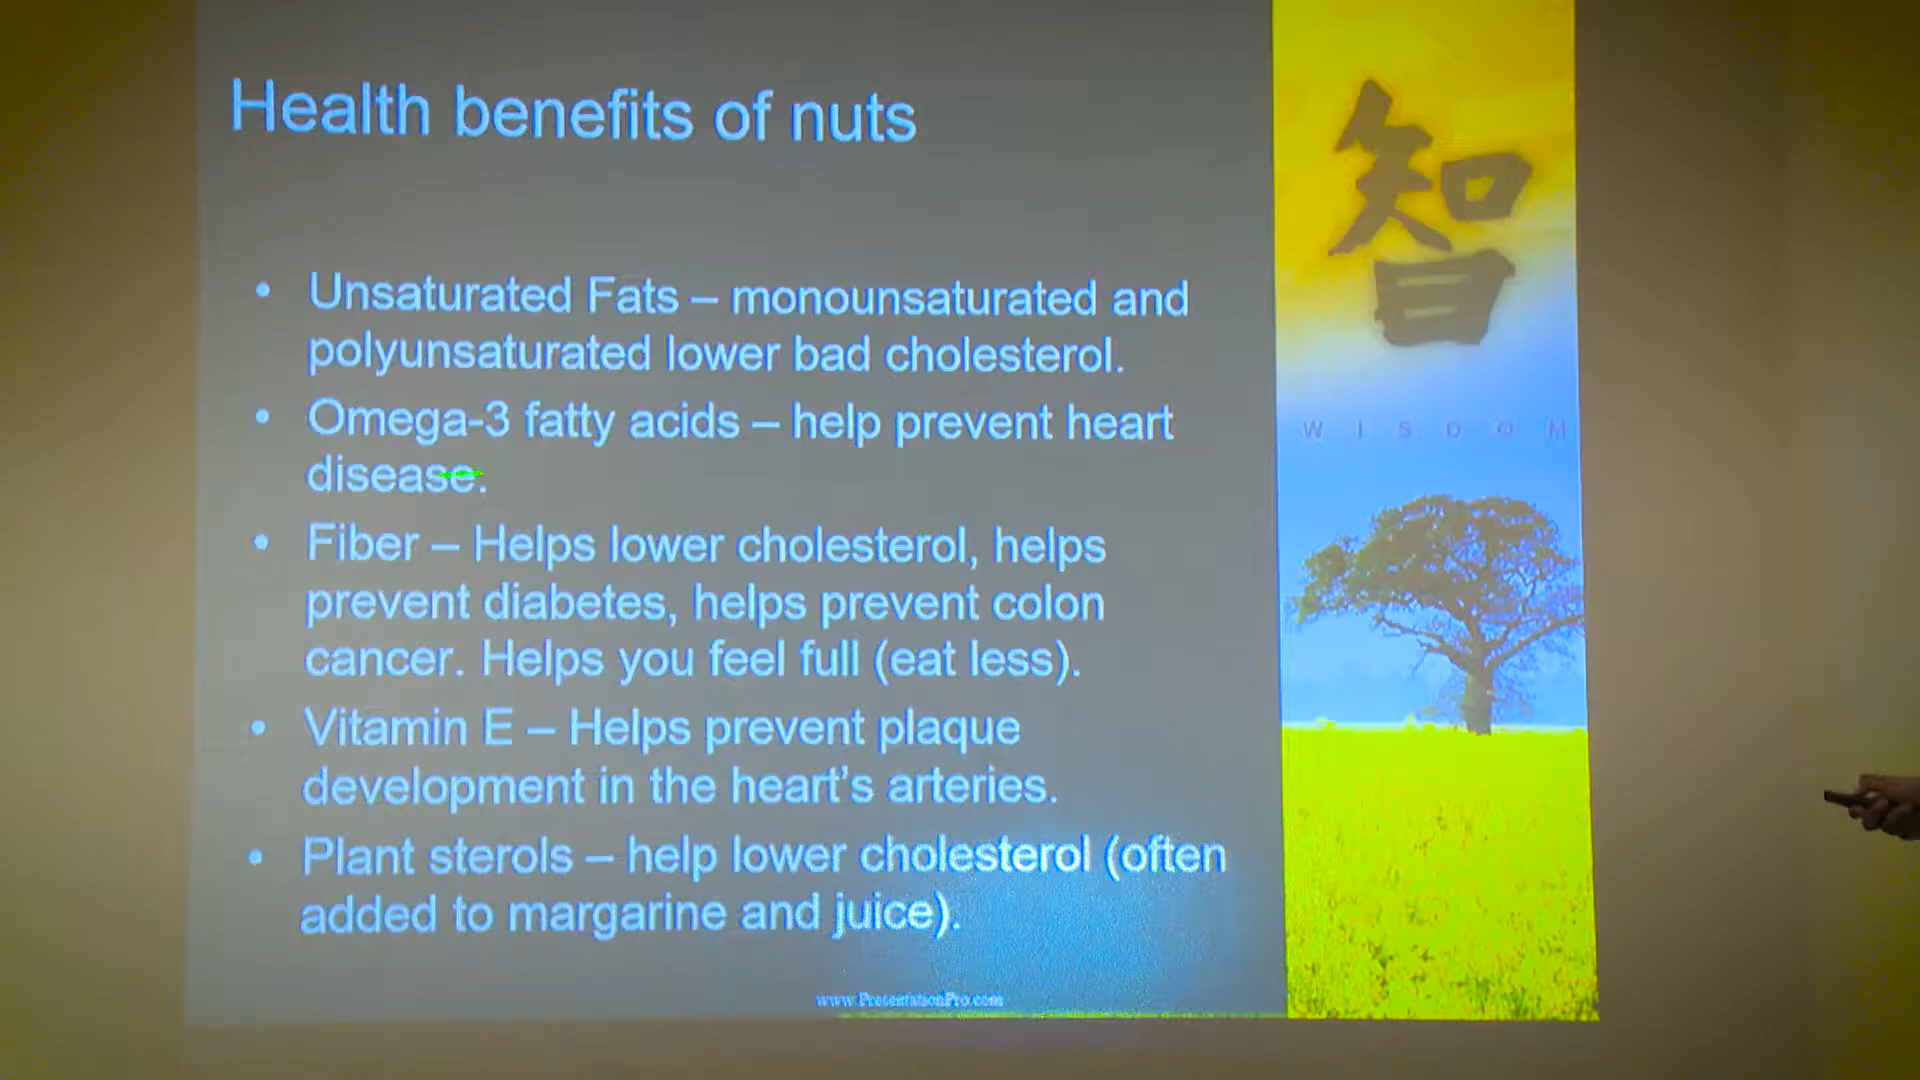 Health benefits of nuts
• Unsaturated Fats – monounsaturated and
polyunsaturated lower bad cholesterol.
• Omega-3 fatty acids – help prevent heart
disease.
• Fiber – Helps lower cholesterol, helps
prevent diabetes, helps prevent colon
cancer. Helps you feel full (eat less).
• Vitamin E – Helps prevent plaque
development in the heart’s arteries.
• Plant sterols – help lower cholesterol (often
added to margarine and juice).
www.PresentationPro.com
智
WISDOM